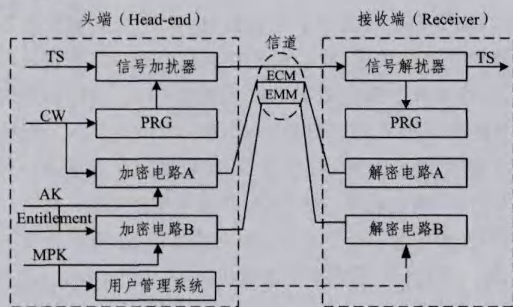 头端（Head-end）
接收端（Receiver）
信道
TS
信号加扰器
ECM
EMM
信号解扰器
TS
CW
PRG
PRG
加密电路A
解密电路A
AK
Entitlement
加密电路B
解密电路B
MPK
用户管理系统